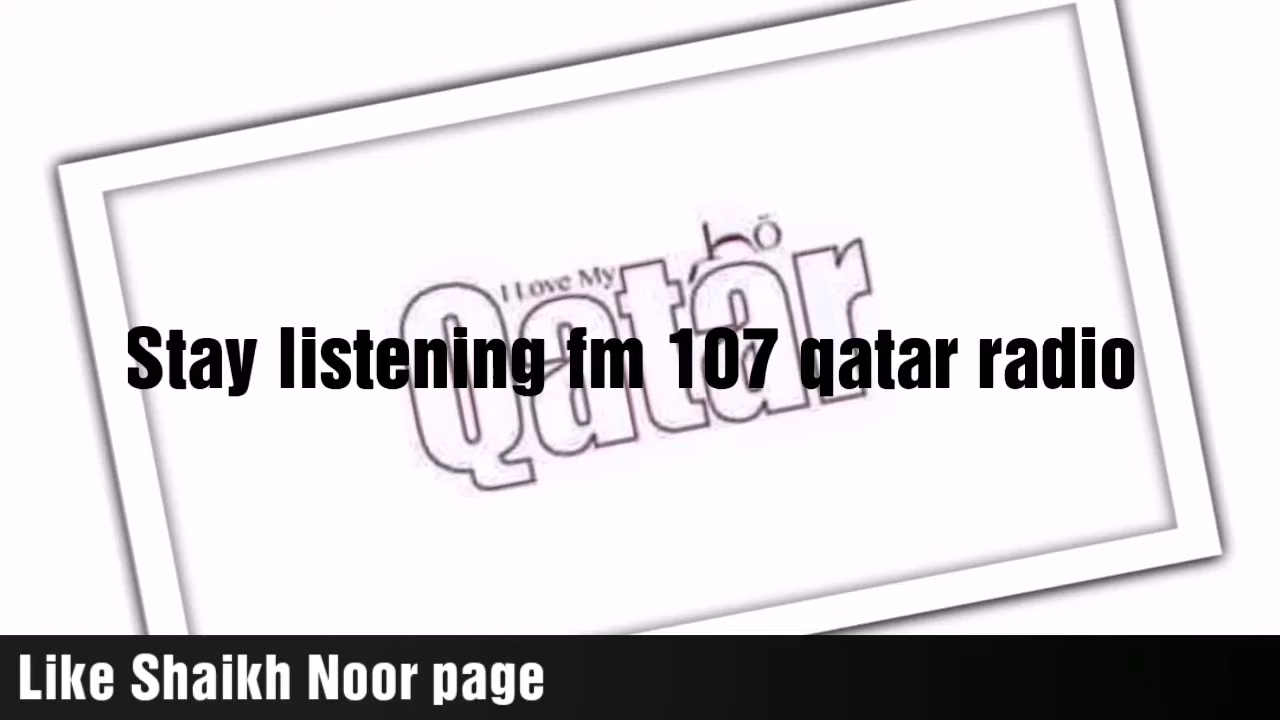 I Love My
Qatar
Stay listening fm 107 qatar radio
Like Shaikh Noor page